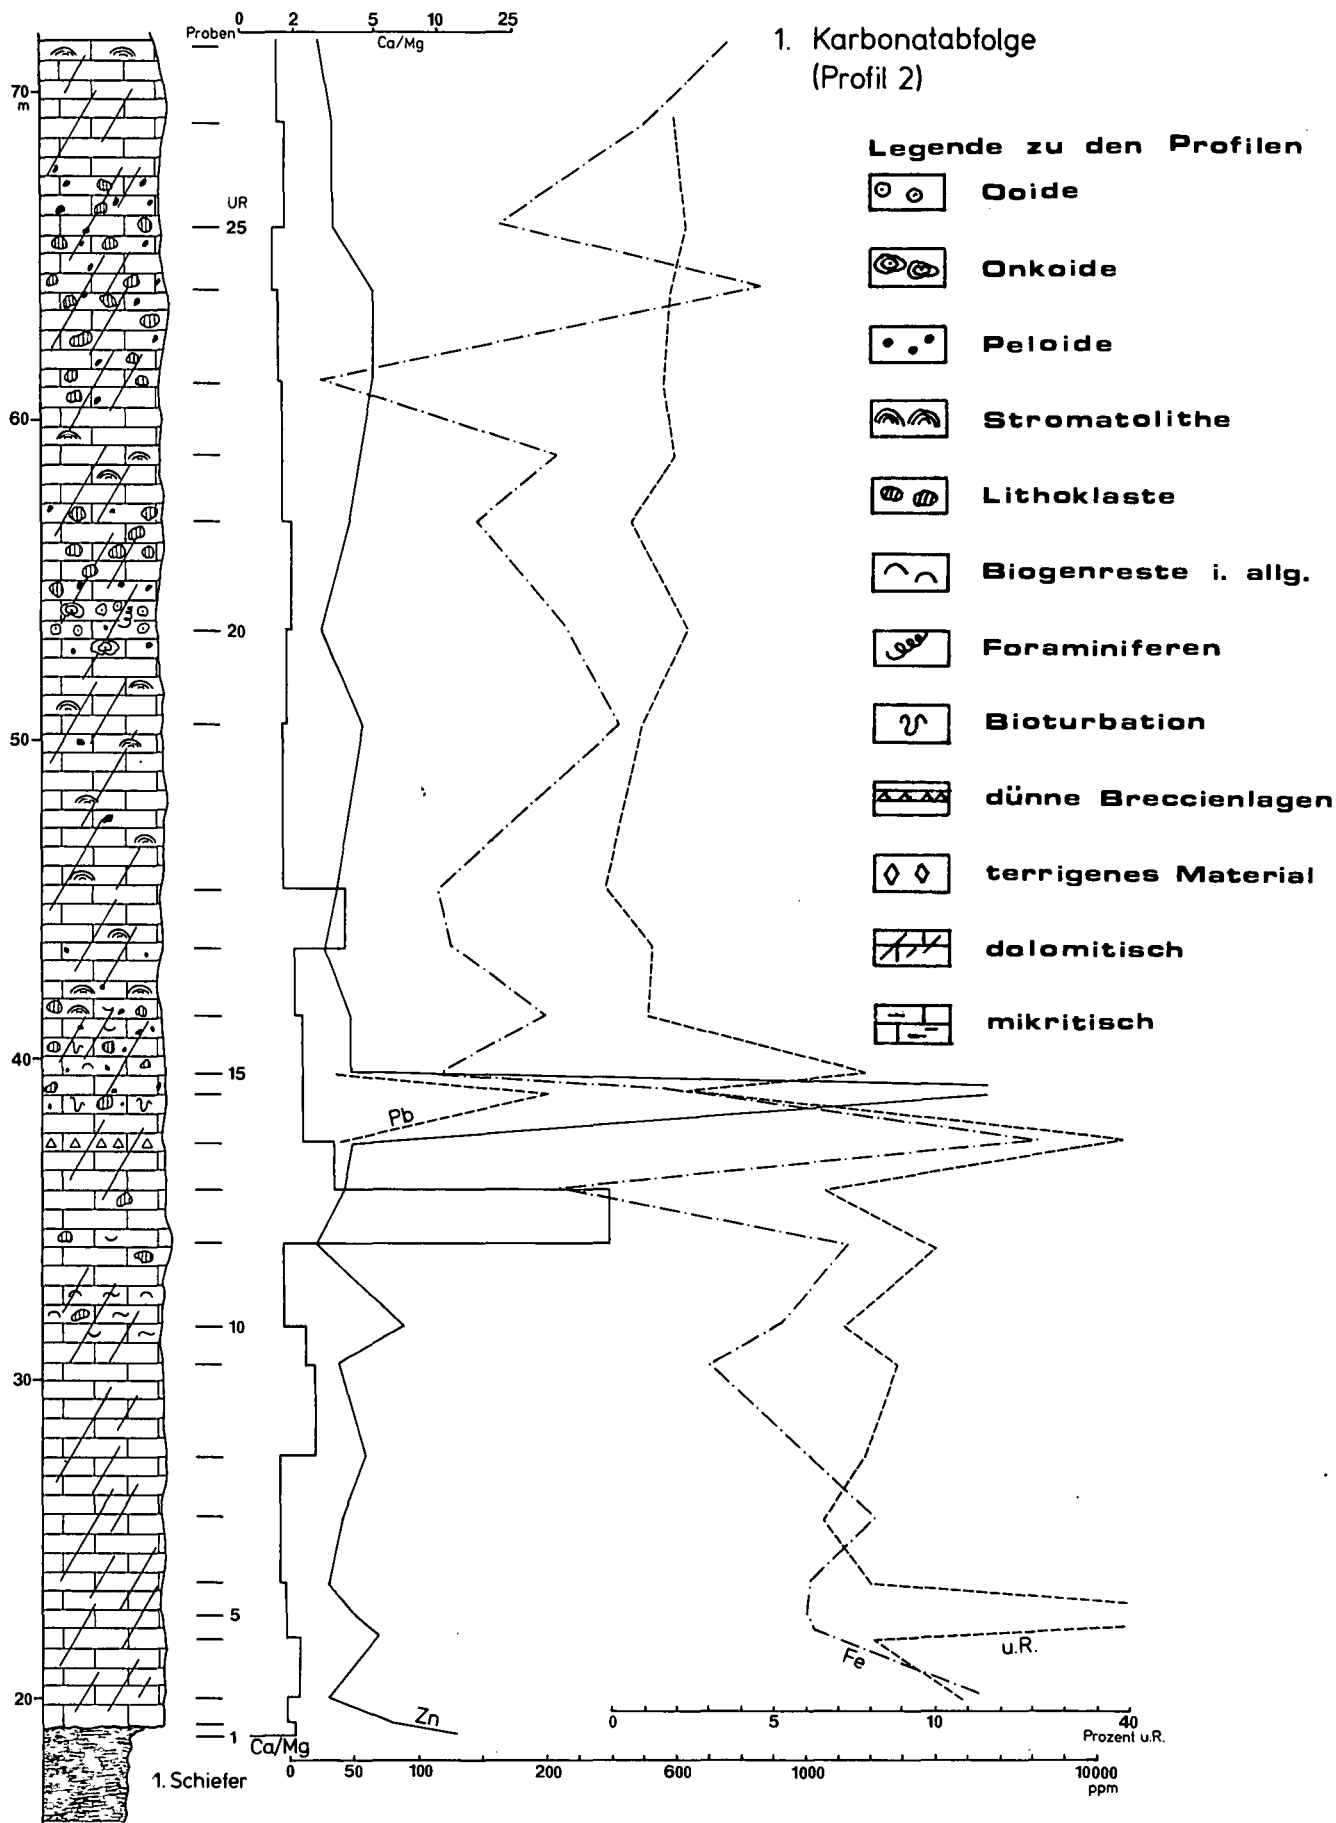 0 2 5 10 25
Proben
Ca/Mg
1. Karbonatabfolge
(Profil 2)
70
m
Legende zu den Profilen
Ooide
UR
25
Onkoide
Peloide
60
Stromatolithe
Lithoklaste
Biogenreste i. allg.
20
Foraminiferen
Bioturbation
50
dünne Breccienlagen
terrigenes Material
dolomitisch
mikritisch
40
15
Pb
10
30
5
u.R.
Fe
20
Zn
0 5 10 40
1
Prozent u.R.
Ca/Mg
1. Schiefer
0 50 100 200 600 1000 10000
ppm